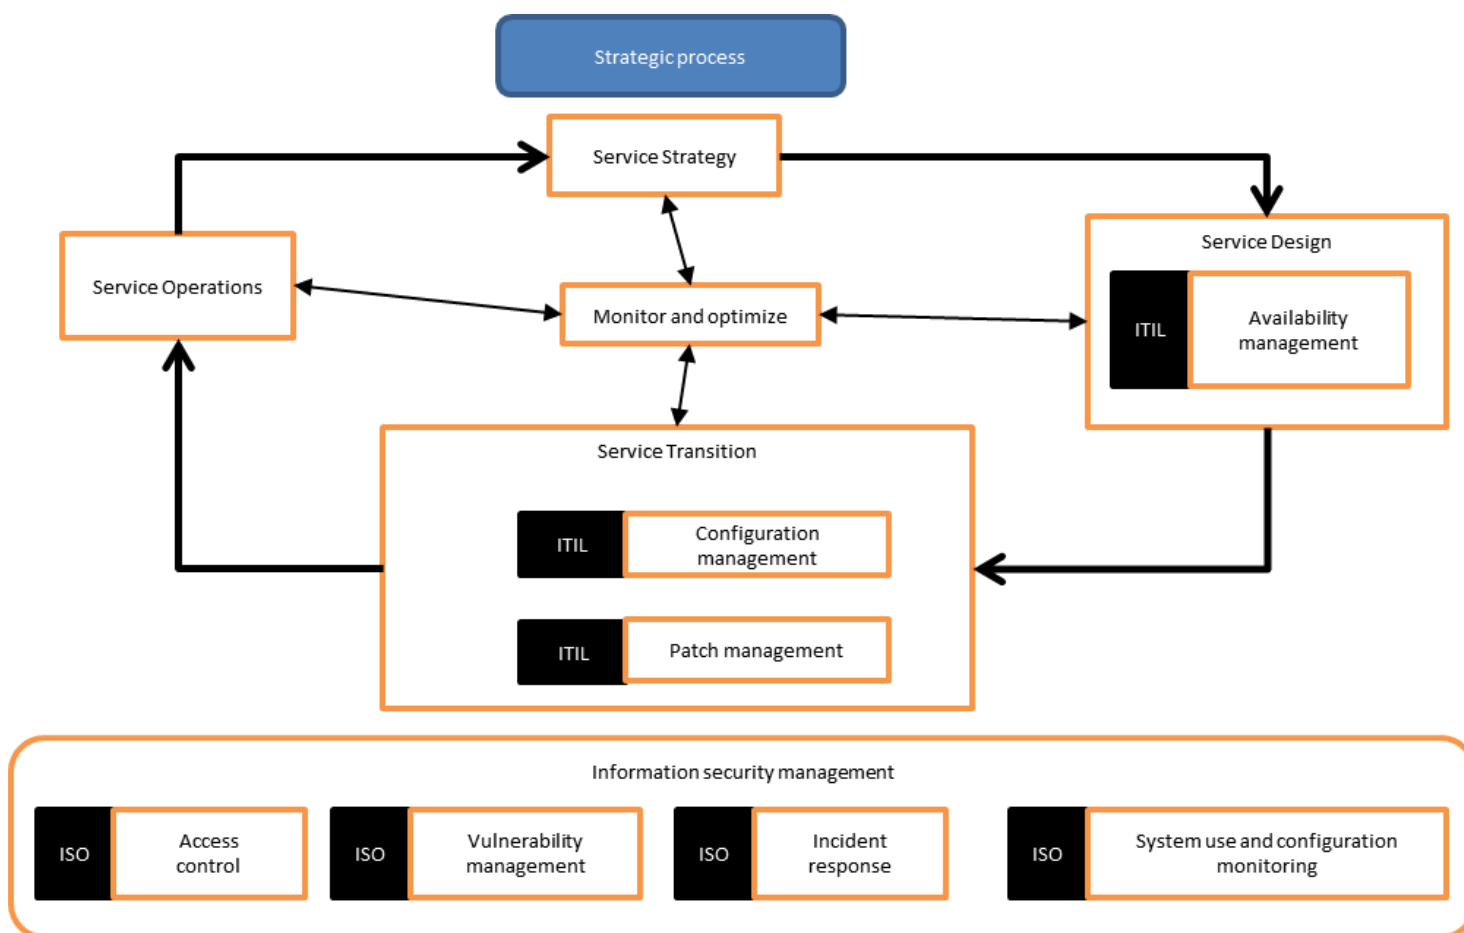 Strategic process
Service Strategy
Service Design
Service Operations
Monitor and optimize
ITIL
Availability
management
Service Transition
ITIL
Configuration
management
ITIL
Patch management
Information security management
ISO
Access
control
ISO
Vulnerability
management
ISO
Incident
response
ISO
System use and configuration
monitoring